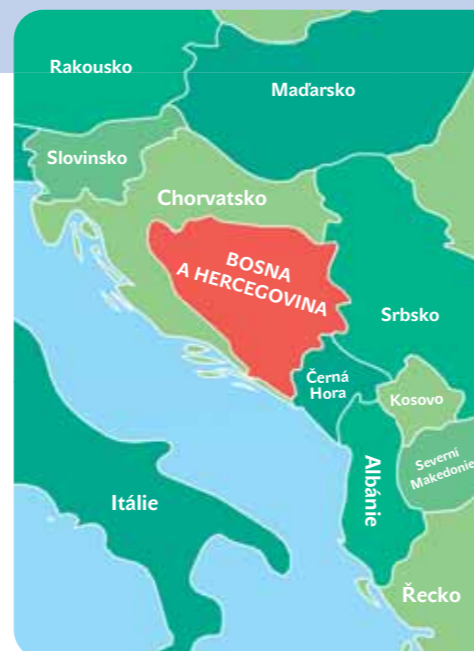 Rakousko
Maďarsko
Slovinsko
Chorvatsko
BOSNA
A HERCEGOVINA
Srbsko
Černá
Hora
Kosovo
Severní
Makedonie
Albánie
Itálie
Řecko